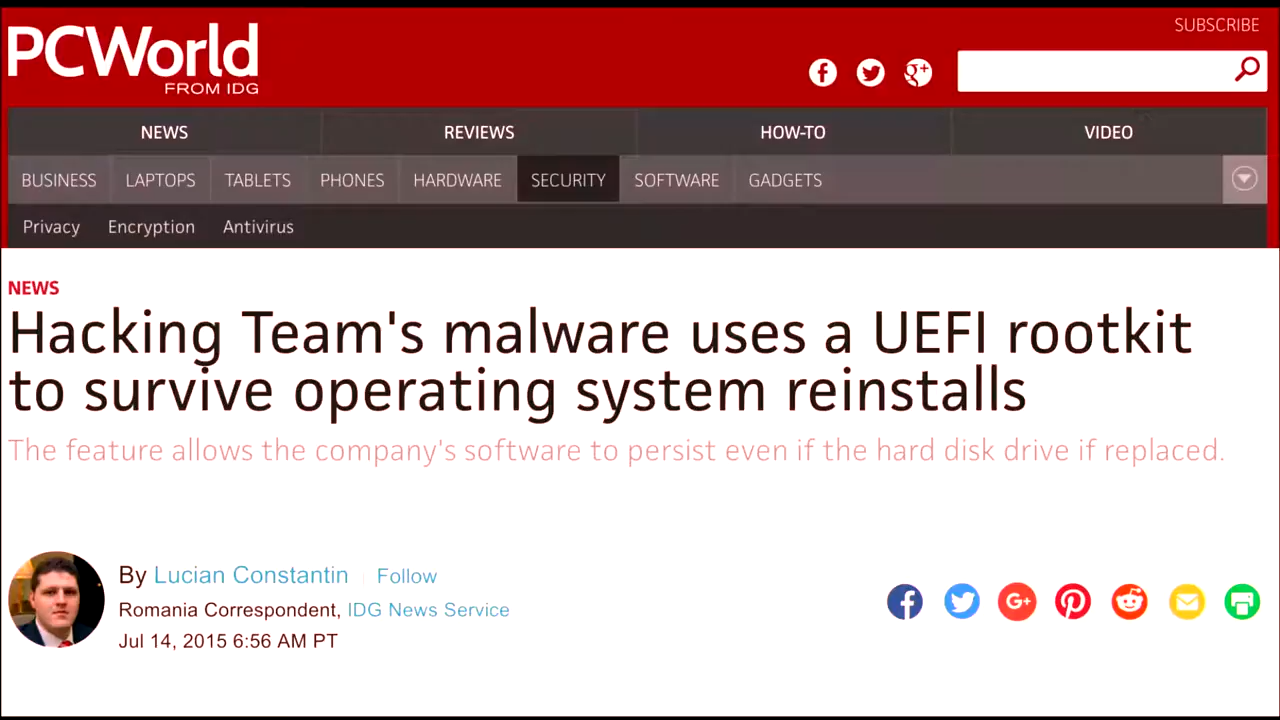 SUBSCRIBE
PCWorld
FROM IDG
NEWS REVIEWS HOW-TO VIDEO
BUSINESS LAPTOPS TABLETS PHONES HARDWARE SECURITY SOFTWARE GADGETS
Privacy Encryption Antivirus
NEWS
Hacking Team's malware uses a UEFI rootkit
to survive operating system reinstalls
The feature allows the company's software to persist even if the hard disk drive if replaced.
By Lucian Constantin Follow
Romania Correspondent, IDG News Service
Jul 14, 2015 6:56 AM PT